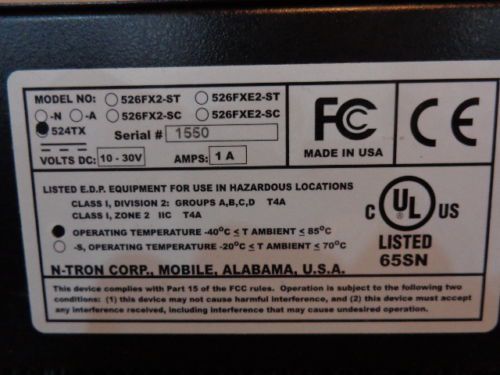 MODEL NO: 526FX2-ST 526FXE2-ST
-N -A 526FX2-SC 526FXE2-SC
524TX Serial # 1550
VOLTS DC: 10 - 30V AMPS: 1 A
FC
MADE IN USA
CE
LISTED E.D.P. EQUIPMENT FOR USE IN HAZARDOUS LOCATIONS
CLASS I, DIVISION 2: GROUPS A,B,C,D T4A
CLASS I, ZONE 2 IIC T4A
OPERATING TEMPERATURE -40°C ≤ T AMBIENT ≤ 85°C
-S, OPERATING TEMPERATURE -20°C ≤ T AMBIENT ≤ 70°C
N-TRON CORP., MOBILE, ALABAMA, U.S.A.
C UL US
LISTED
65SN
This device complies with Part 15 of the FCC rules. Operation is subject to the following two
conditions: (1) this device may not cause harmful interference, and (2) this device must accept
any interference received, including interference that may cause undesired operation.